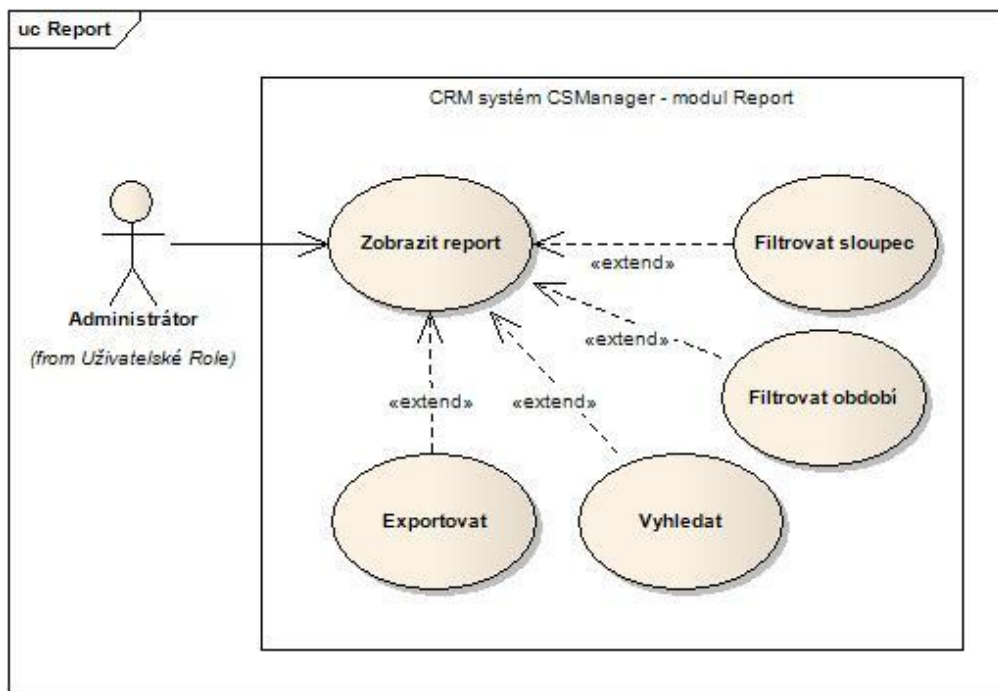 uc Report
CRM systém CSManager - modul Report
Zobrazit report
Filtrovat sloupec
«extend»
Administrátor
(from Uživatelské Role)
«extend»
Filtrovat období
«extend»
«extend»
Exportovat
Vyhledat